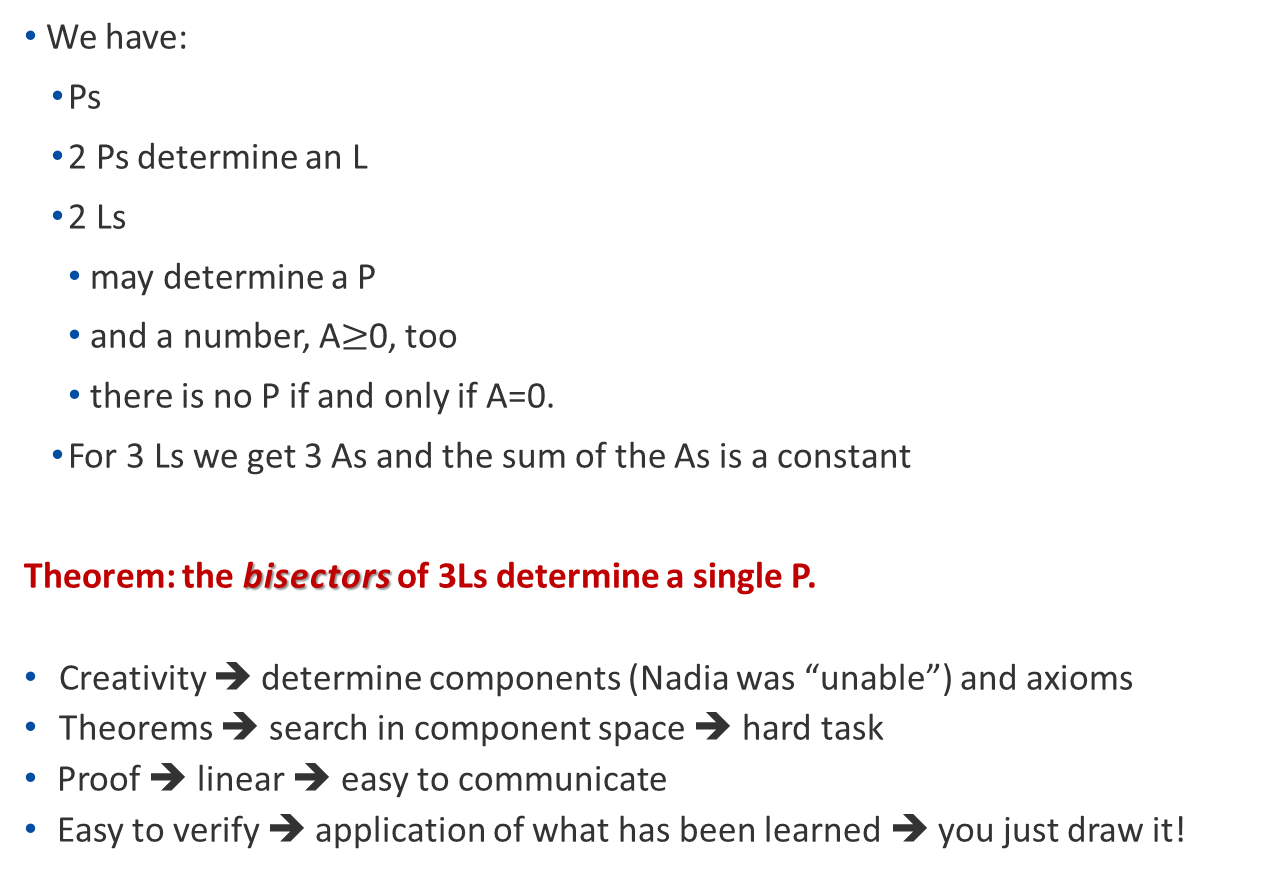 • We have:
• Ps
• 2 Ps determine an L
• 2 Ls
• may determine a P
• and a number, A≥0, too
• there is no P if and only if A=0.
• For 3 Ls we get 3 As and the sum of the As is a constant
Theorem: the bisectors of 3Ls determine a single P.
• Creativity ➔ determine components (Nadia was “unable”) and axioms
• Theorems ➔ search in component space ➔ hard task
• Proof ➔ linear ➔ easy to communicate
• Easy to verify ➔ application of what has been learned ➔ you just draw it!